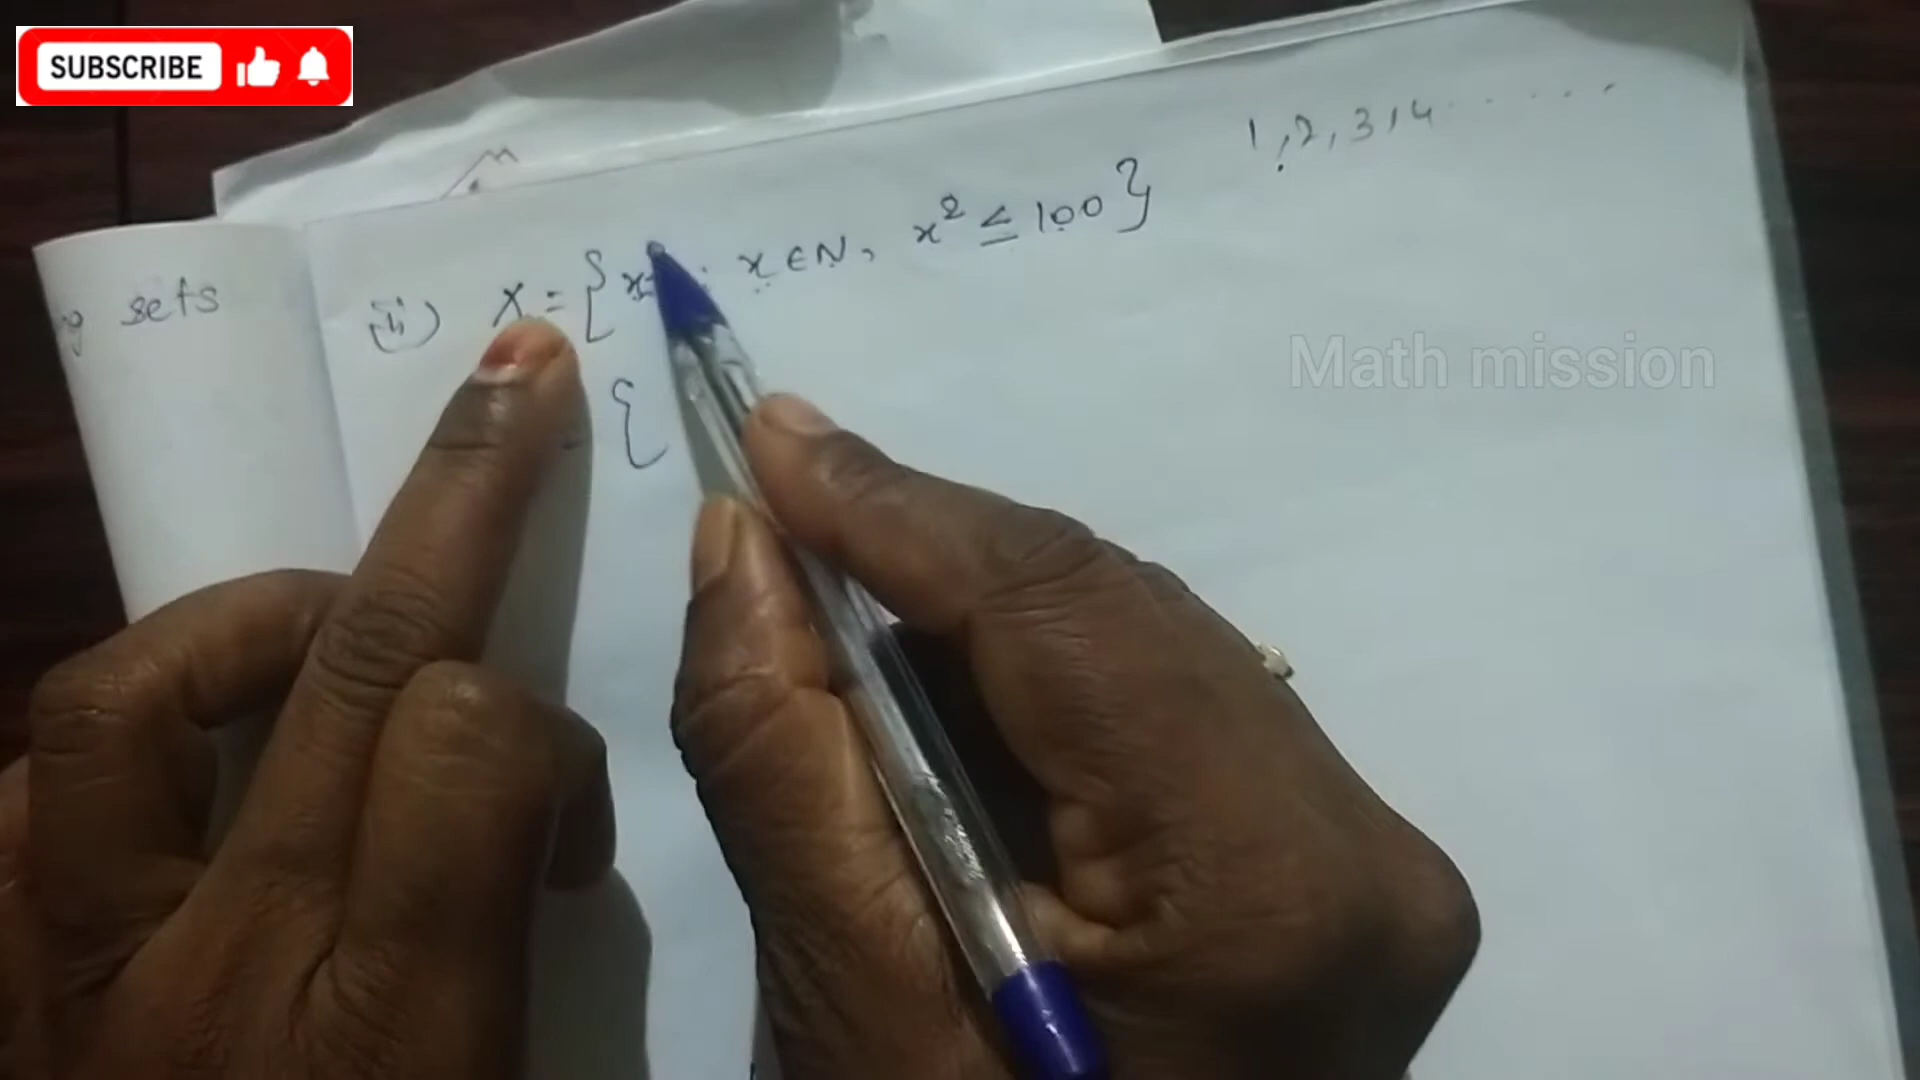 SUBSCRIBE
1, 2, 3, 4 . . . . . .
sets
(ii) X = { x : x ∈ N, x² ≤ 100 }
{
Math mission